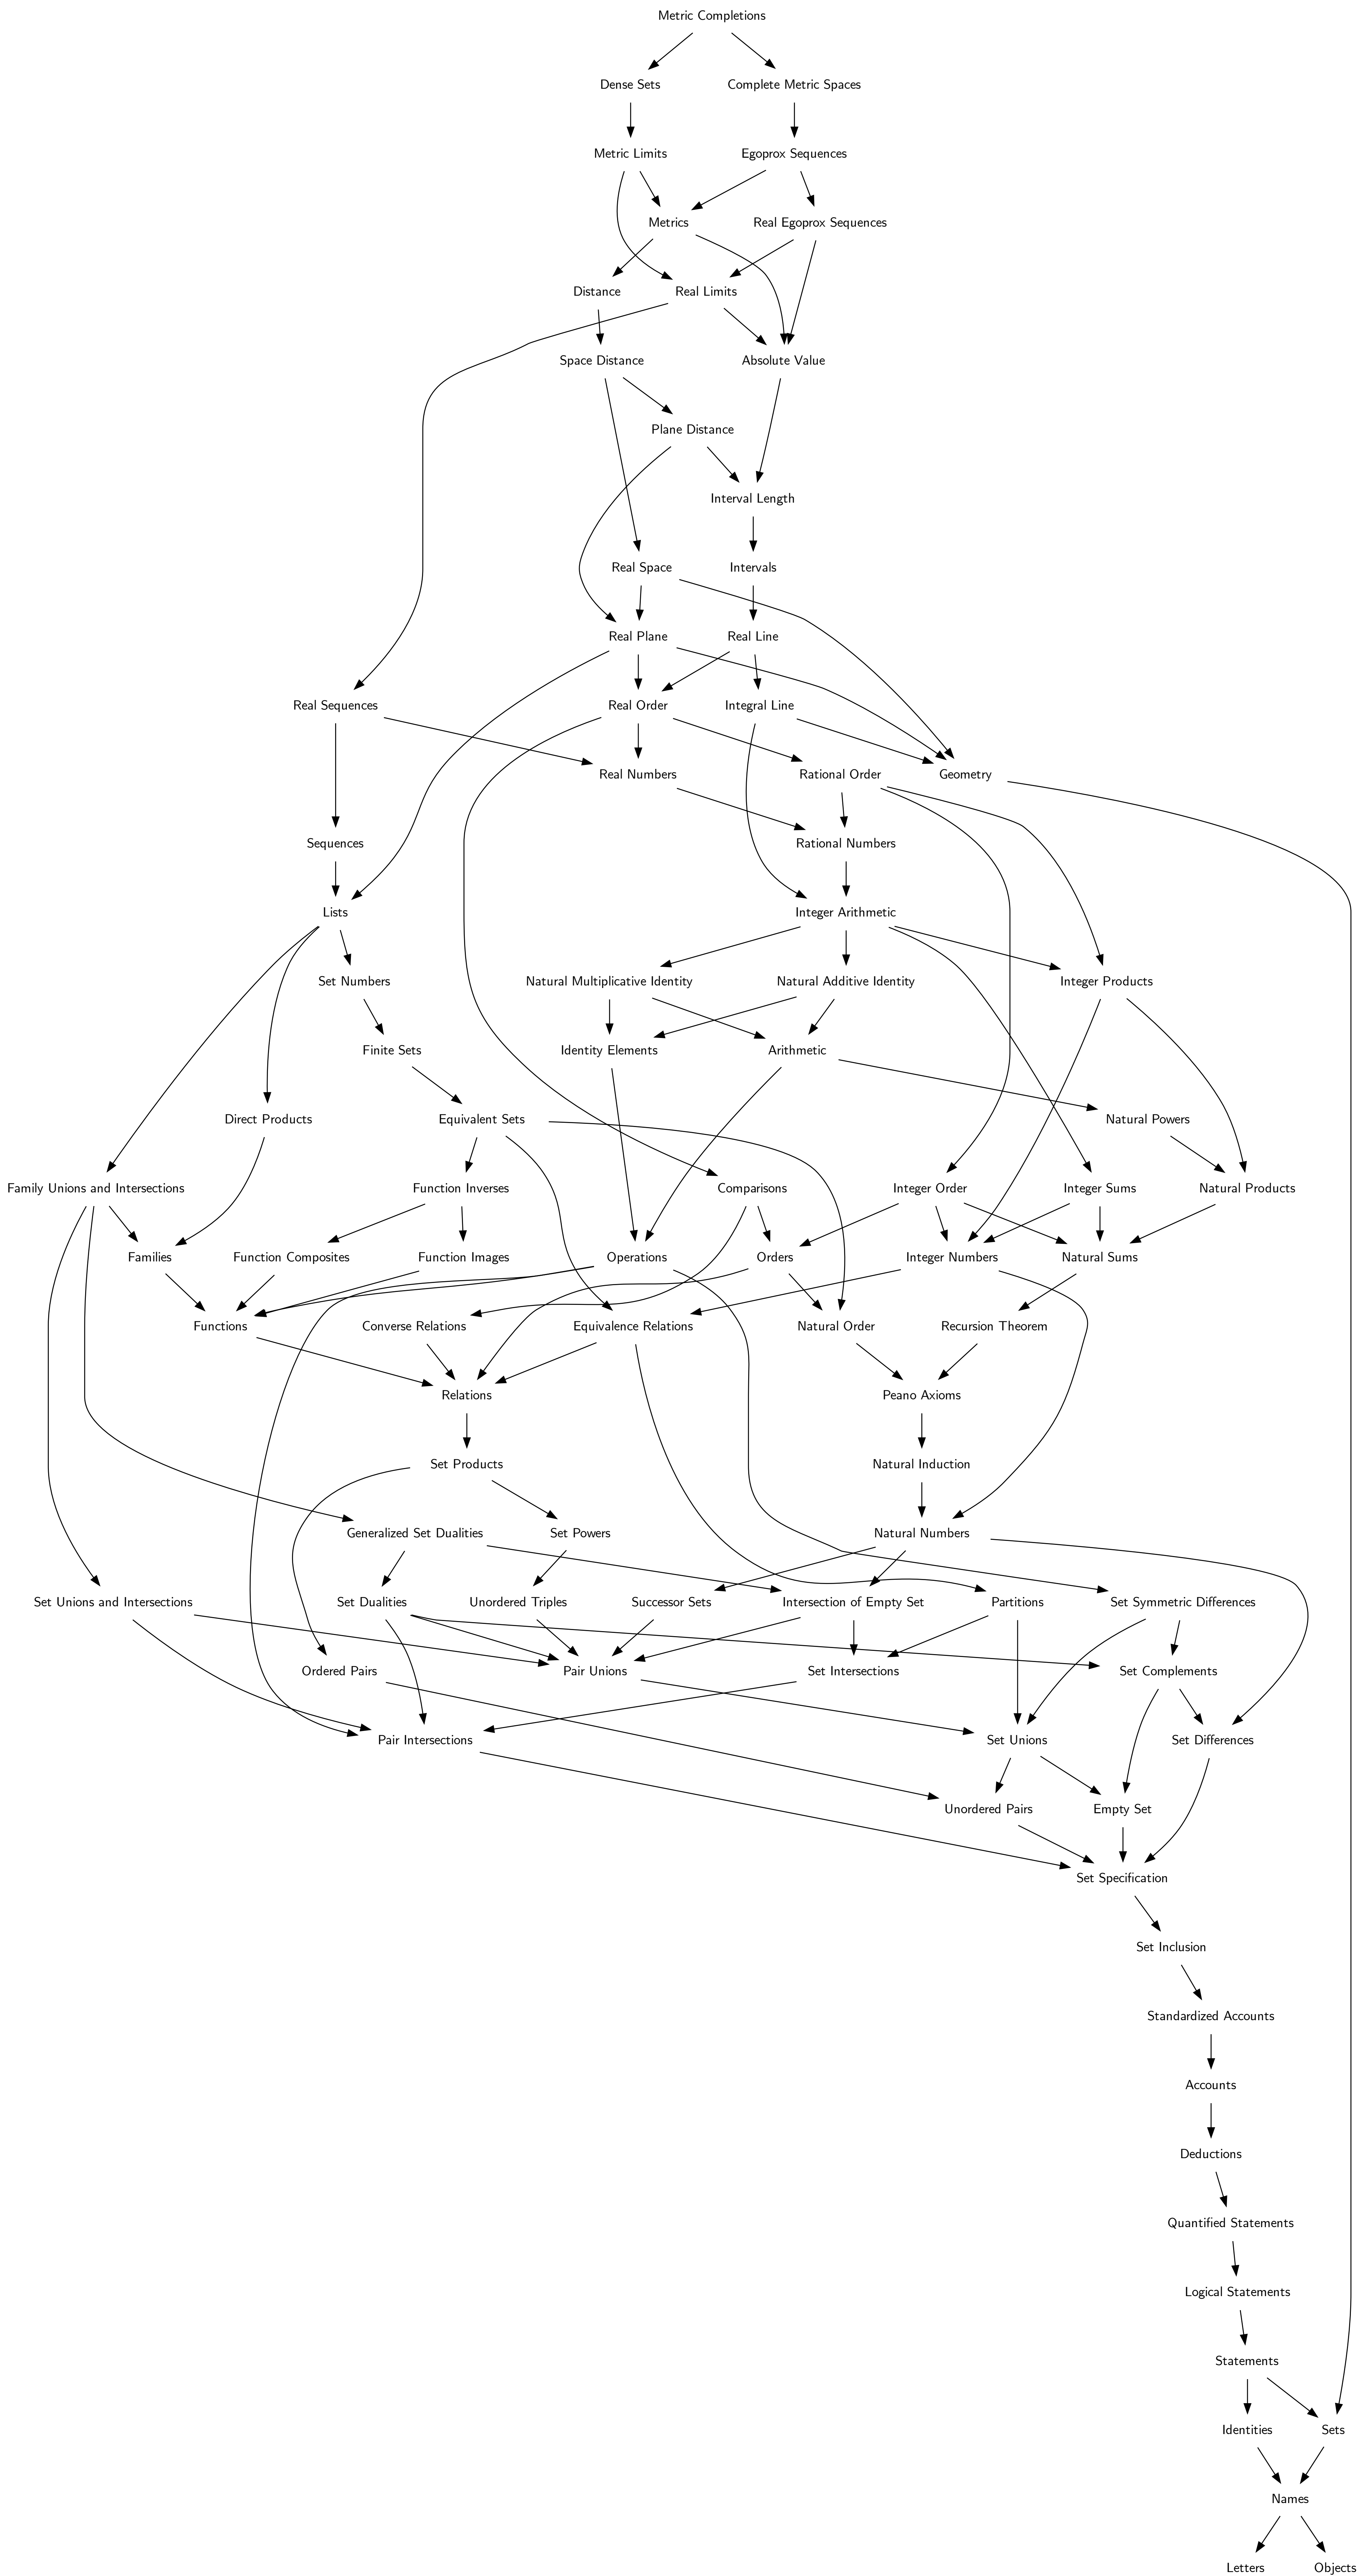 Metric Completions
Dense Sets
Complete Metric Spaces
Metric Limits
Egoprox Sequences
Metrics
Real Egoprox Sequences
Distance
Real Limits
Space Distance
Absolute Value
Plane Distance
Interval Length
Real Space
Intervals
Real Plane
Real Line
Real Sequences
Real Order
Integral Line
Real Numbers
Rational Order
Geometry
Sequences
Rational Numbers
Lists
Integer Arithmetic
Set Numbers
Natural Multiplicative Identity
Natural Additive Identity
Integer Products
Finite Sets
Identity Elements
Arithmetic
Direct Products
Equivalent Sets
Natural Powers
Family Unions and Intersections
Function Inverses
Comparisons
Integer Order
Integer Sums
Natural Products
Families
Function Composites
Function Images
Operations
Orders
Integer Numbers
Natural Sums
Functions
Converse Relations
Equivalence Relations
Natural Order
Recursion Theorem
Relations
Peano Axioms
Set Products
Natural Induction
Generalized Set Dualities
Set Powers
Natural Numbers
Set Unions and Intersections
Set Dualities
Unordered Triples
Successor Sets
Intersection of Empty Set
Partitions
Set Symmetric Differences
Ordered Pairs
Pair Unions
Set Intersections
Set Complements
Pair Intersections
Set Unions
Set Differences
Unordered Pairs
Empty Set
Set Specification
Set Inclusion
Standardized Accounts
Accounts
Deductions
Quantified Statements
Logical Statements
Statements
Identities
Sets
Names
Letters
Objects